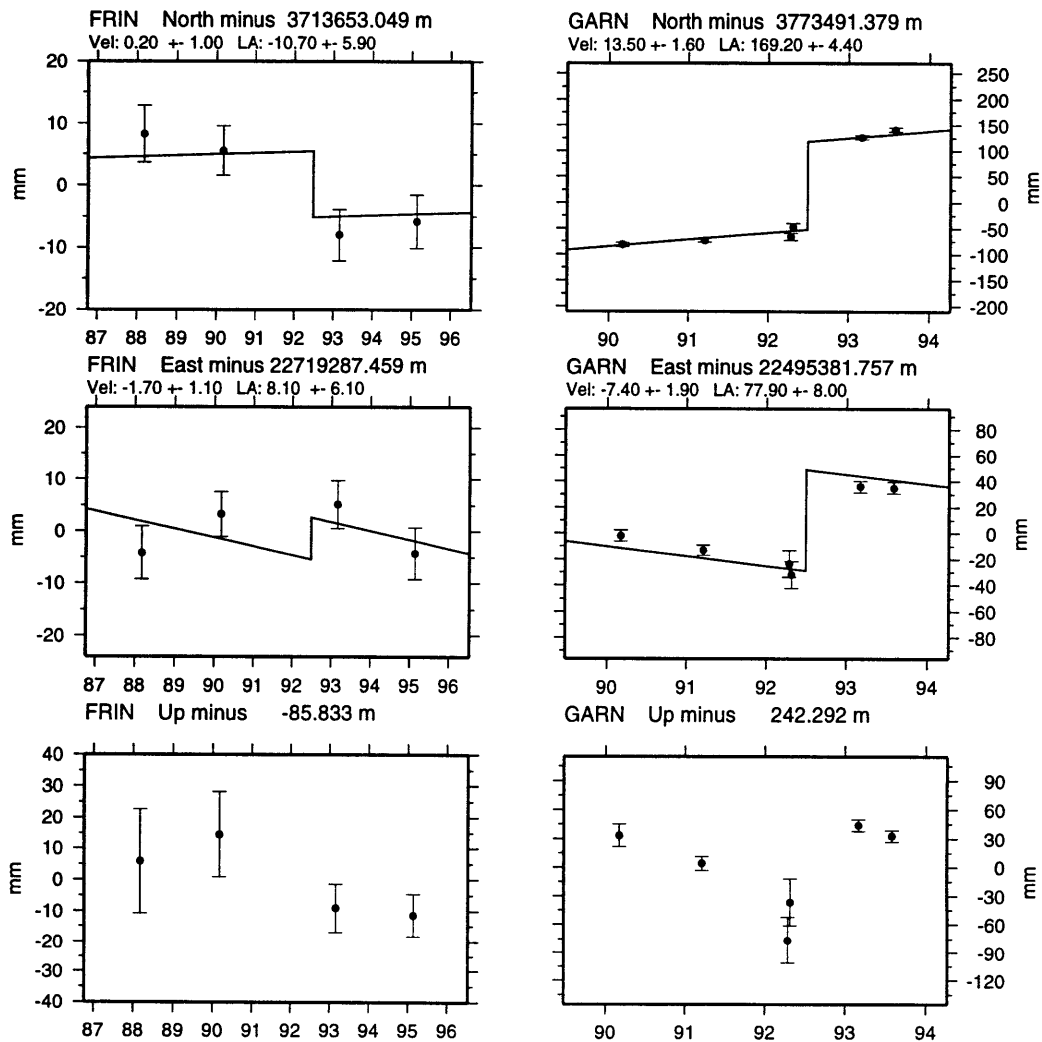 FRIN North minus 3713653.049 m
Vel: 0.20 +- 1.00 LA: -10.70 +- 5.90
20
10
0
-10
-20
mm
87 88 89 90 91 92 93 94 95 96
GARN North minus 3773491.379 m
Vel: 13.50 +- 1.60 LA: 169.20 +- 4.40
250
200
150
100
50
0
-50
-100
-150
-200
mm
90 91 92 93 94
FRIN East minus 22719287.459 m
Vel: -1.70 +- 1.10 LA: 8.10 +- 6.10
20
10
0
-10
-20
mm
87 88 89 90 91 92 93 94 95 96
GARN East minus 22495381.757 m
Vel: -7.40 +- 1.90 LA: 77.90 +- 8.00
80
60
40
20
0
-20
-40
-60
-80
mm
90 91 92 93 94
FRIN Up minus -85.833 m
40
30
20
10
0
-10
-20
-30
-40
mm
87 88 89 90 91 92 93 94 95 96
GARN Up minus 242.292 m
90
60
30
0
-30
-60
-90
-120
mm
90 91 92 93 94